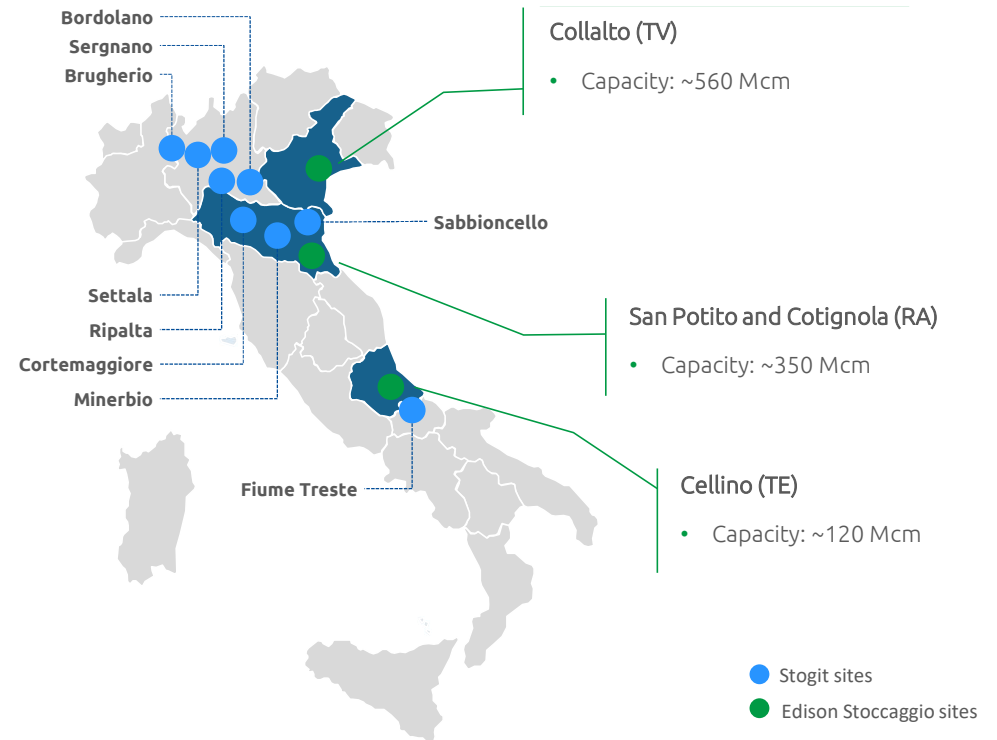 Bordolano
Sergnano
Brugherio
Collalto (TV)
• Capacity: ~560 Mcm
Sabbioncello
Settala
Ripalta
Cortemaggiore
Minerbio
San Potito and Cotignola (RA)
• Capacity: ~350 Mcm
Fiume Treste
Cellino (TE)
• Capacity: ~120 Mcm
Stogit sites
Edison Stoccaggio sites